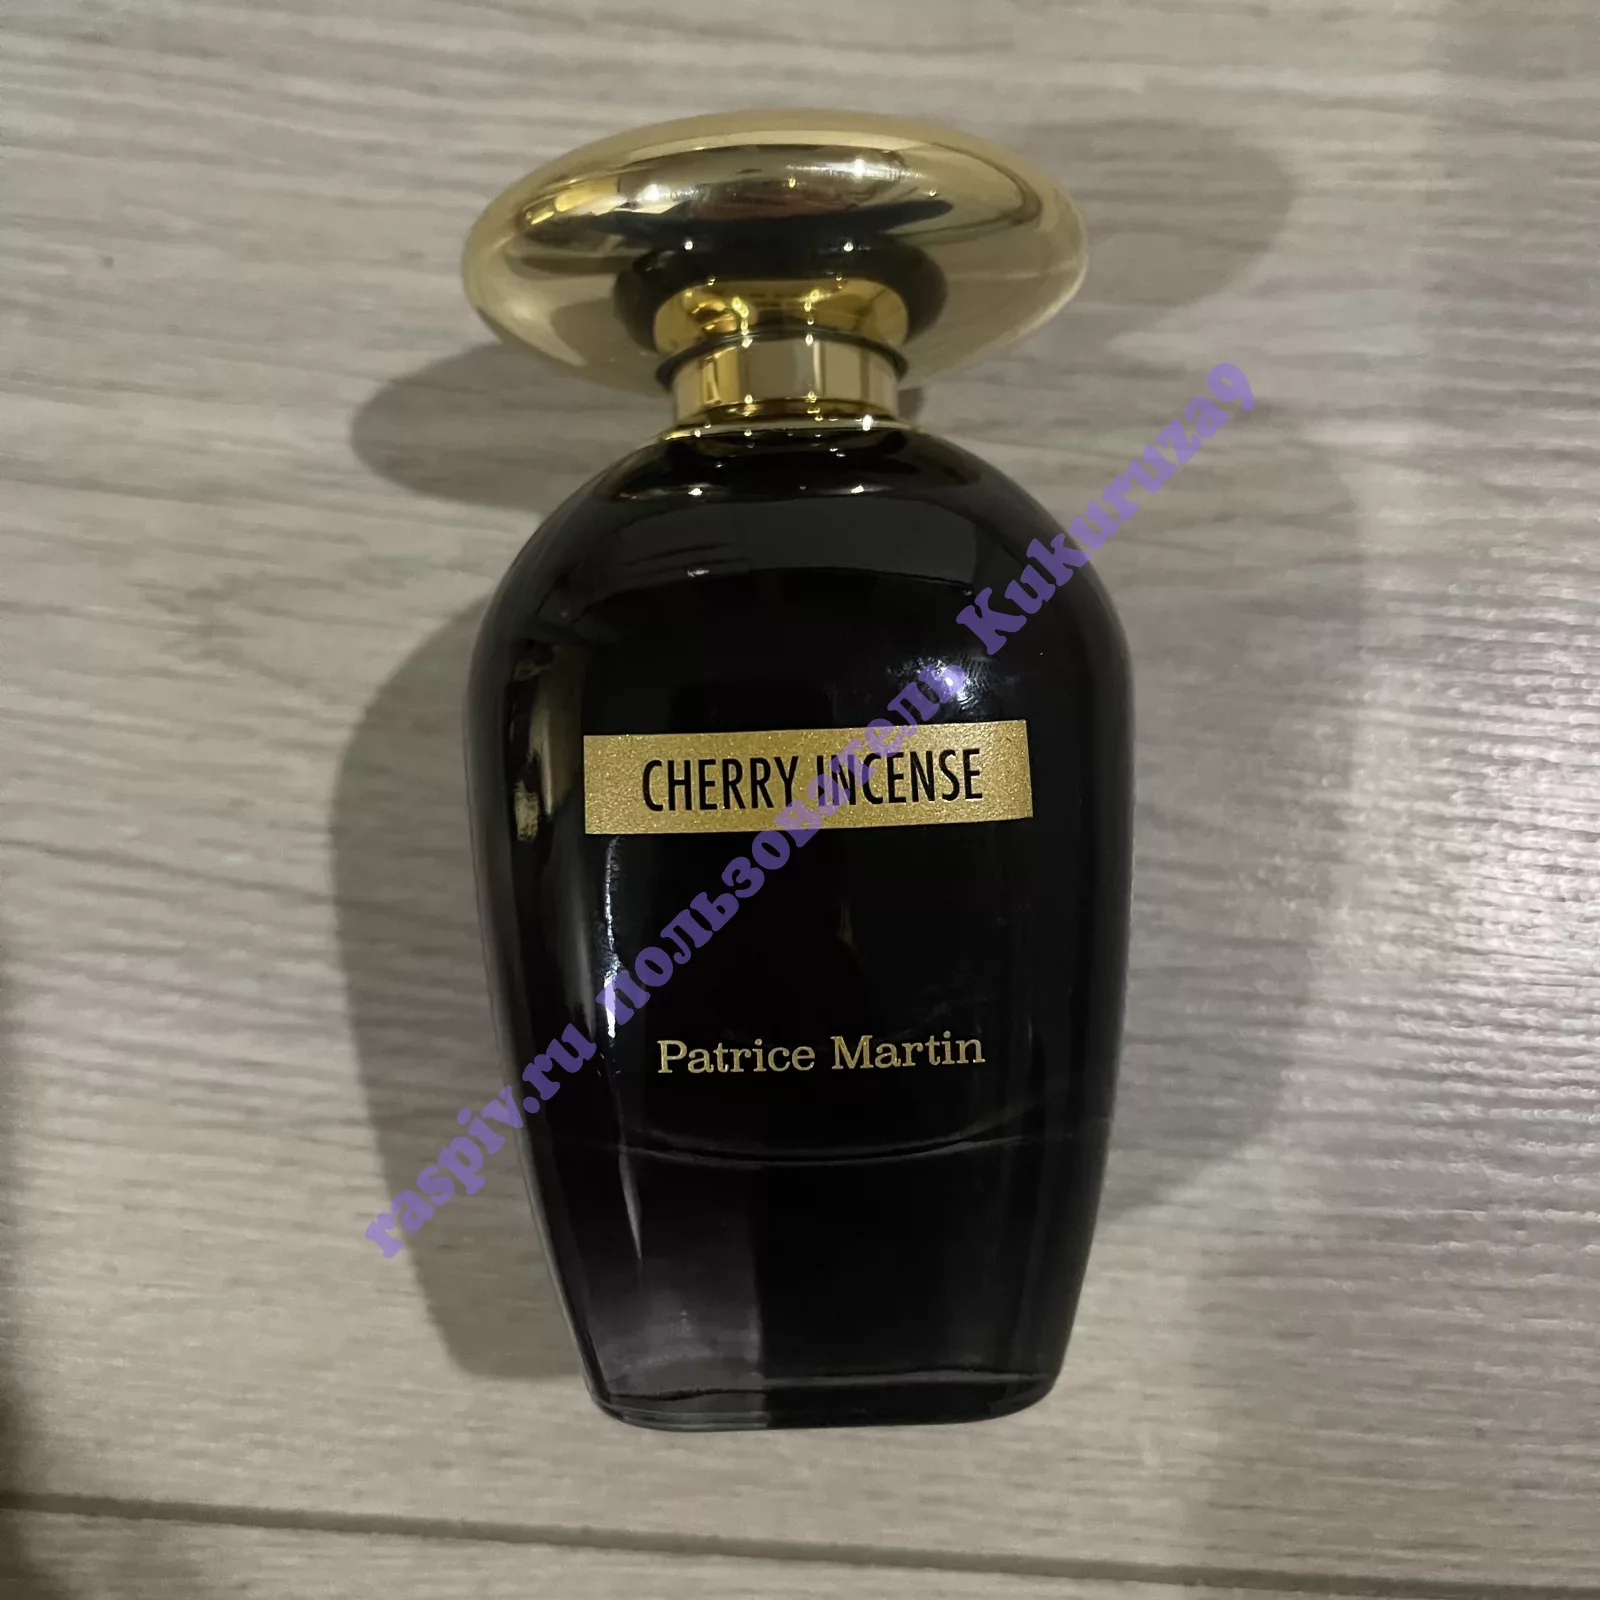 CHERRY INCENSE
Patrice Martin
raspiv.ru пользователь Kukuruza9